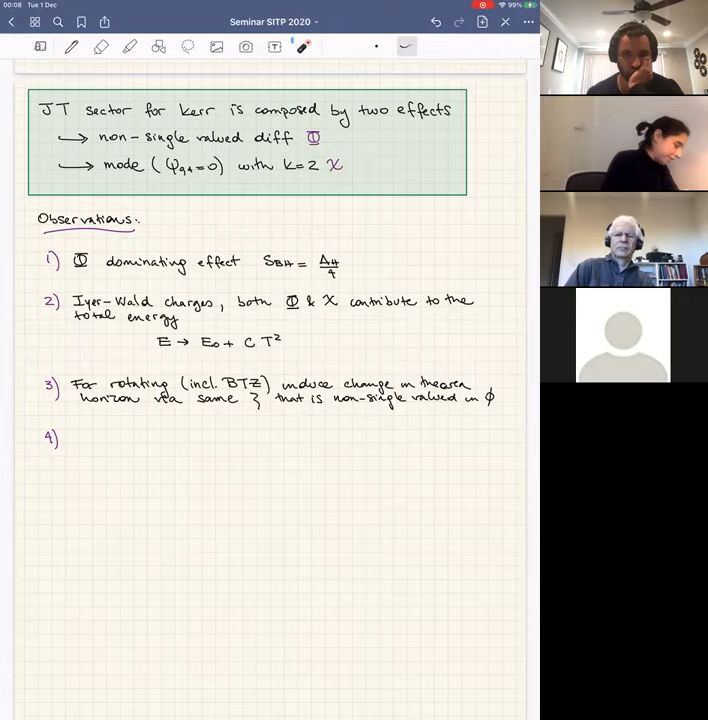 00:08 Tue 1 Dec
99%
Seminar SITP 2020
JT sector for Kerr is composed by two effects
→ non-single valued diff Φ
→ mode (Ψ₄=0) with k=2 χ
Observations:
1) Φ dominating effect S_BH = A_H/4
2) Iyer-Wald charges, both Φ & χ contribute to the
total energy
E → E₀ + C T²
3) For rotating (incl. BTZ) induce change in the area
horizon via same ξ that is non-single valued in ϕ
4)